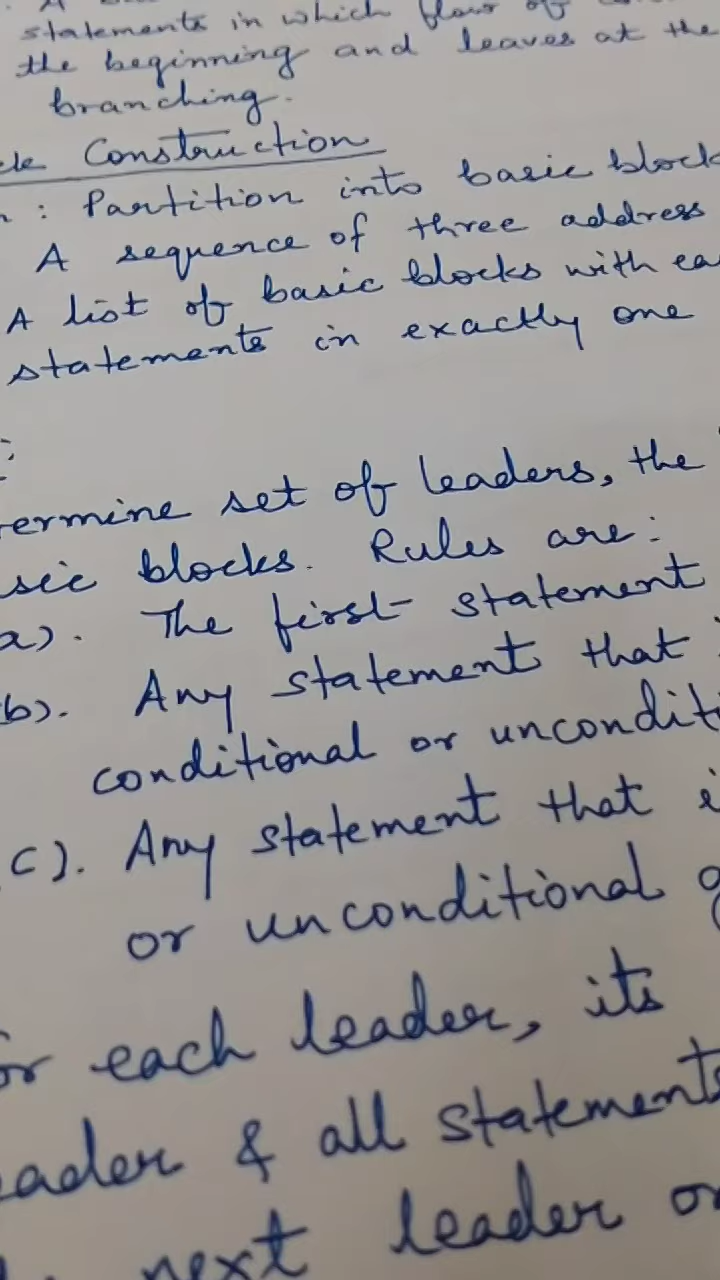 statements in which flow of
the beginning and leaves at the
branching.
Construction
: Partition into basic block
A sequence of three address
A list of basic blocks with ea
statements in exactly one
:
ermine set of leaders, the
sic blocks. Rules are:
a). The first statement
b). Any statement that
conditional or uncondit
c). Any statement that i
or unconditional g
or each leader, its
eader & all statements
next leader or